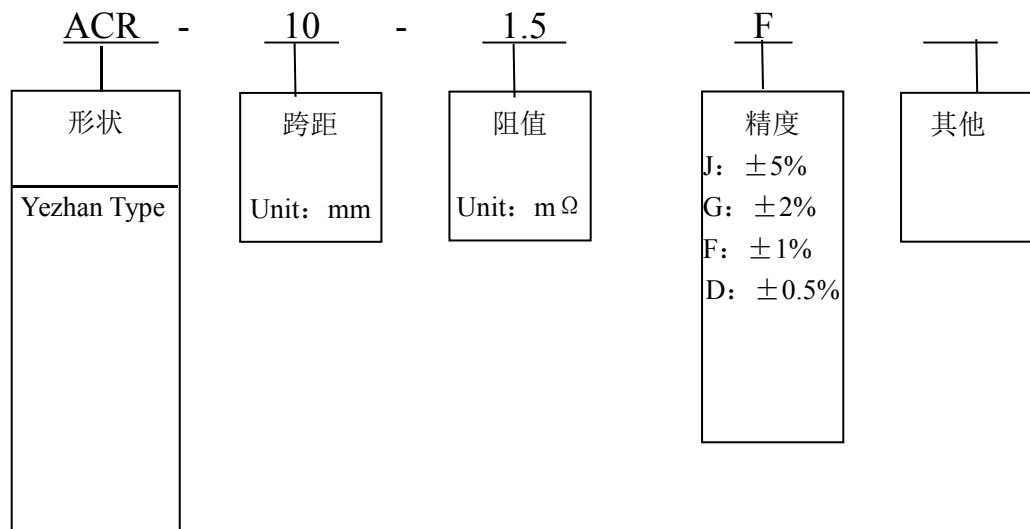 ACR - 10 - 1.5 F
形状 跨距 阻值 精度 其他
J： ±5%
Yezhan Type Unit：mm Unit：mΩ G： ±2%
F： ±1%
D： ±0.5%